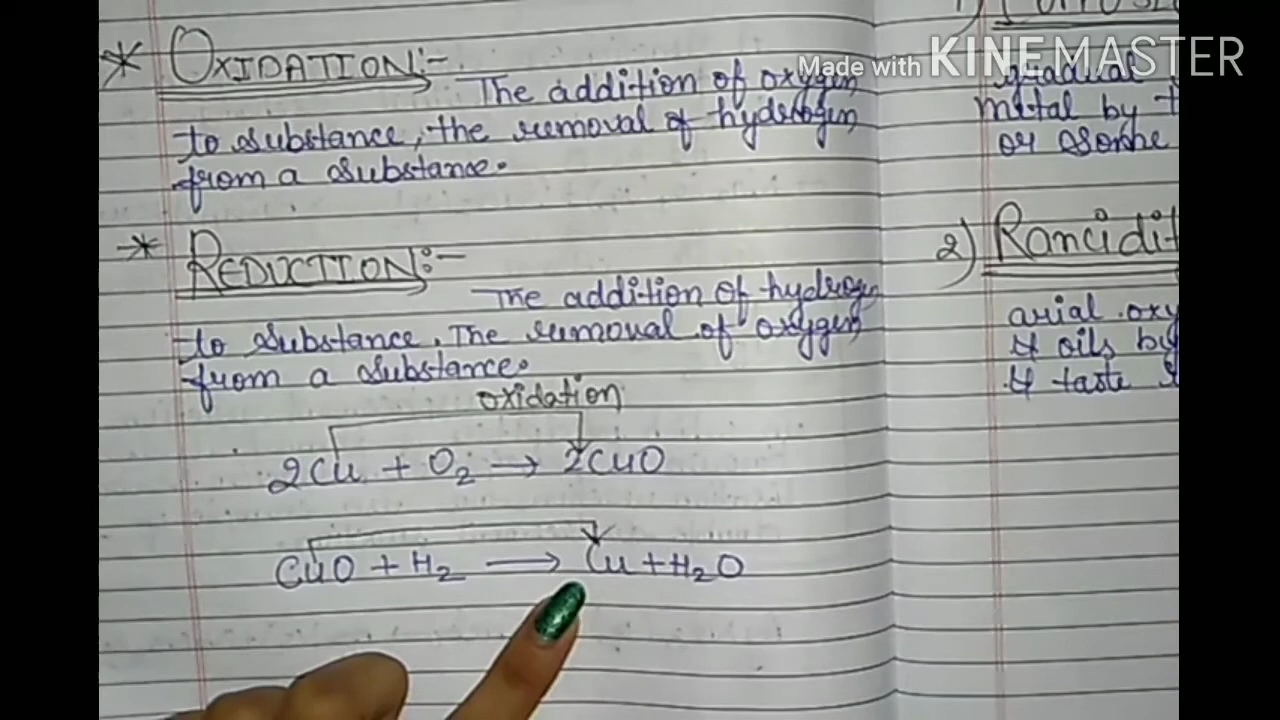 * OXIDATION:-
The addition of oxygen
to substance, the removal of hydrogen
from a substance.
* REDUCTION:-
The addition of hydrogen
to substance. The removal of oxygen
from a substance.
oxidation
2Cu + O₂ → 2CuO
CuO + H₂ ⟶ Cu + H₂O
Made with KINEMASTER
1)
gradual
metal by t
or some
2) Rancidit
arial oxy
& oils by
& taste